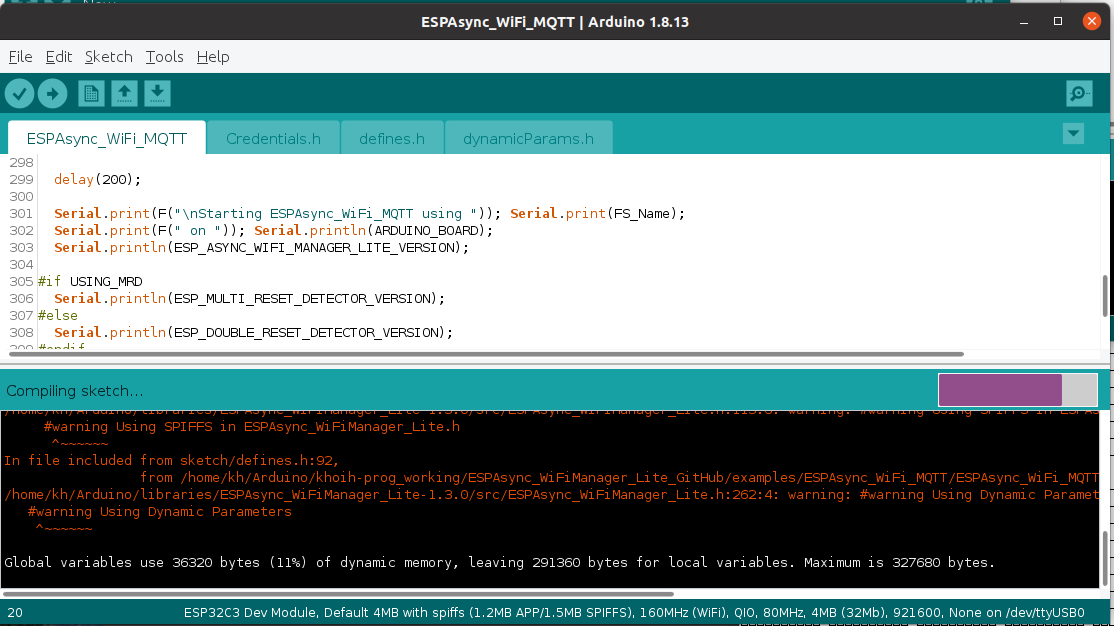 ESPAsync_WiFi_MQTT | Arduino 1.8.13
File Edit Sketch Tools Help
ESPAsync_WiFi_MQTT Credentials.h defines.h dynamicParams.h
298
299 delay(200);
300
301 Serial.print(F("\nStarting ESPAsync_WiFi_MQTT using ")); Serial.print(FS_Name);
302 Serial.print(F(" on ")); Serial.println(ARDUINO_BOARD);
303 Serial.println(ESP_ASYNC_WIFI_MANAGER_LITE_VERSION);
304
305 #if USING_MRD
306 Serial.println(ESP_MULTI_RESET_DETECTOR_VERSION);
307 #else
308 Serial.println(ESP_DOUBLE_RESET_DETECTOR_VERSION);
309 #endif
Compiling sketch...
#warning Using SPIFFS in ESPAsync_WiFiManager_Lite.h
^~~~~~~
In file included from sketch/defines.h:92,
from /home/kh/Arduino/khoih-prog_working/ESPAsync_WiFiManager_Lite_GitHub/examples/ESPAsync_WiFi_MQTT/ESPAsync_WiFi_MQTT
/home/kh/Arduino/libraries/ESPAsync_WiFiManager_Lite-1.3.0/src/ESPAsync_WiFiManager_Lite.h:262:4: warning: #warning Using Dynamic Paramet
#warning Using Dynamic Parameters
^~~~~~~
Global variables use 36320 bytes (11%) of dynamic memory, leaving 291360 bytes for local variables. Maximum is 327680 bytes.
20 ESP32C3 Dev Module, Default 4MB with spiffs (1.2MB APP/1.5MB SPIFFS), 160MHz (WiFi), QIO, 80MHz, 4MB (32Mb), 921600, None on /dev/ttyUSB0